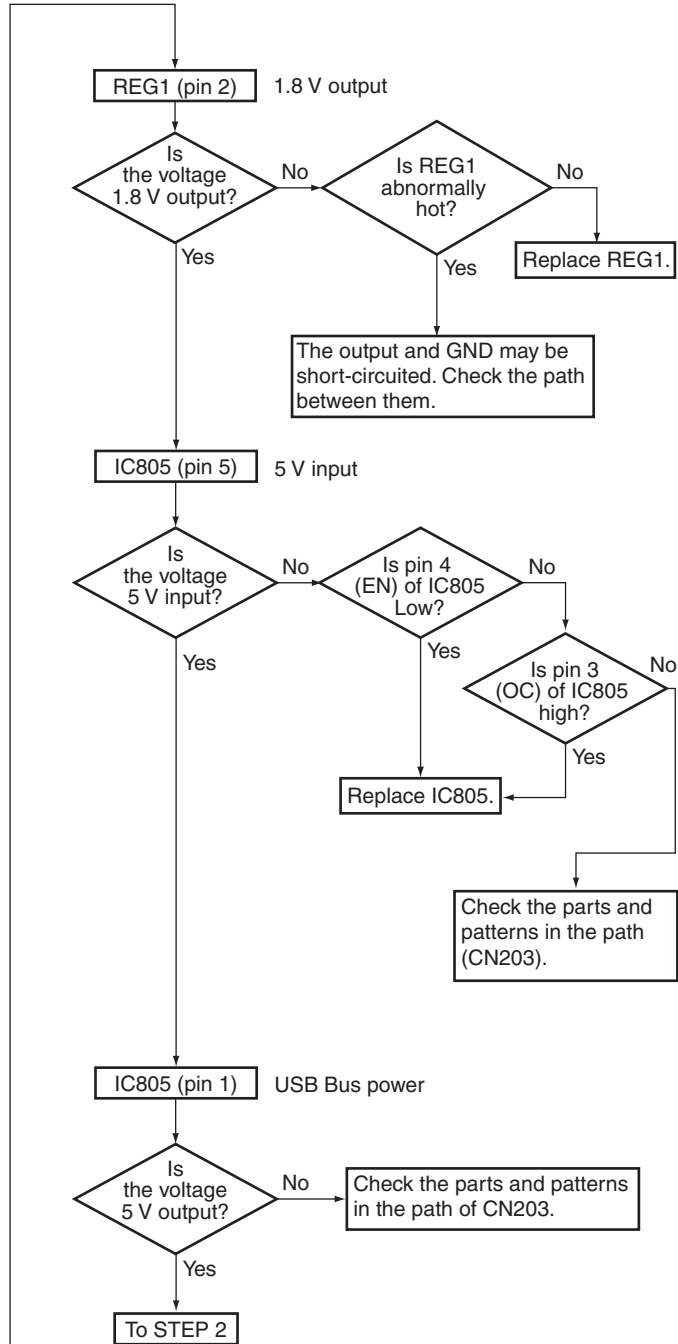 REG1 (pin 2)
1.8 V output
Is
the voltage
1.8 V output?
No
Is REG1
abnormally
hot?
No
Replace REG1.
Yes
Yes
The output and GND may be
short-circuited. Check the path
between them.
IC805 (pin 5)
5 V input
Is
the voltage
5 V input?
No
Is pin 4
(EN) of IC805
Low?
No
Yes
Yes
Is pin 3
(OC) of IC805
high?
No
Yes
Replace IC805.
Check the parts and
patterns in the path
(CN203).
IC805 (pin 1)
USB Bus power
Is
the voltage
5 V output?
No
Check the parts and patterns
in the path of CN203.
Yes
To STEP 2